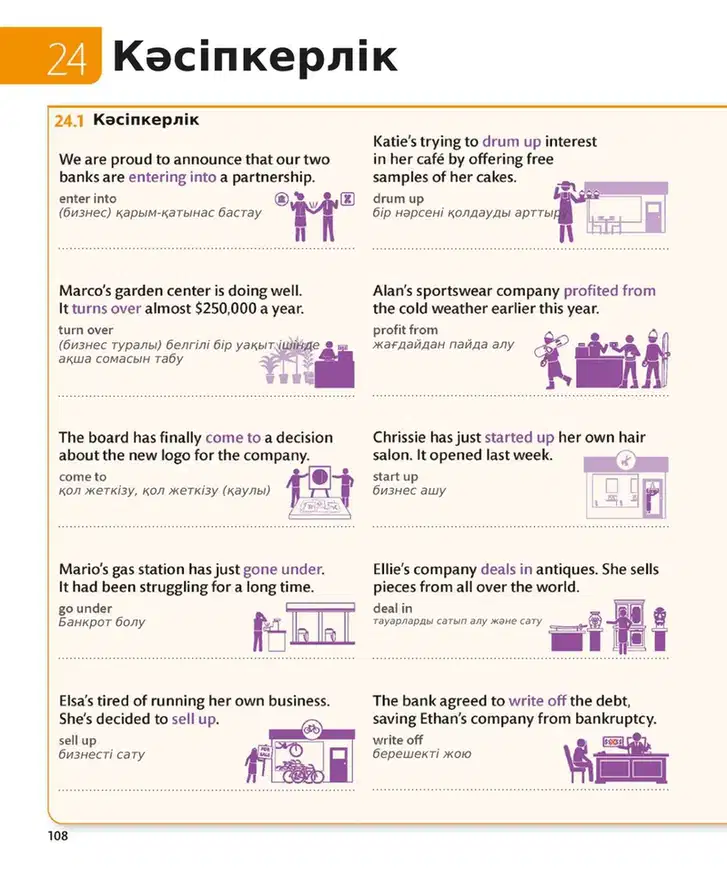 24 Кәсіпкерлік
24.1 Кәсіпкерлік
We are proud to announce that our two
banks are entering into a partnership.
enter into
(бизнес) қарым-қатынас бастау
Katie's trying to drum up interest
in her café by offering free
samples of her cakes.
drum up
бір нәрсені қолдауды арттыру
Marco's garden center is doing well.
It turns over almost $250,000 a year.
turn over
(бизнес туралы) белгілі бір уақыт ішінде
ақша сомасын табу
Alan's sportswear company profited from
the cold weather earlier this year.
profit from
жағдайдан пайда алу
The board has finally come to a decision
about the new logo for the company.
come to
қол жеткізу, қол жеткізу (қаулы)
Chrissie has just started up her own hair
salon. It opened last week.
start up
бизнес ашу
Mario's gas station has just gone under.
It had been struggling for a long time.
go under
Банкрот болу
Ellie's company deals in antiques. She sells
pieces from all over the world.
deal in
тауарларды сатып алу және сату
Elsa's tired of running her own business.
She's decided to sell up.
sell up
бизнесті сату
The bank agreed to write off the debt,
saving Ethan's company from bankruptcy.
write off
берешекті жою
108